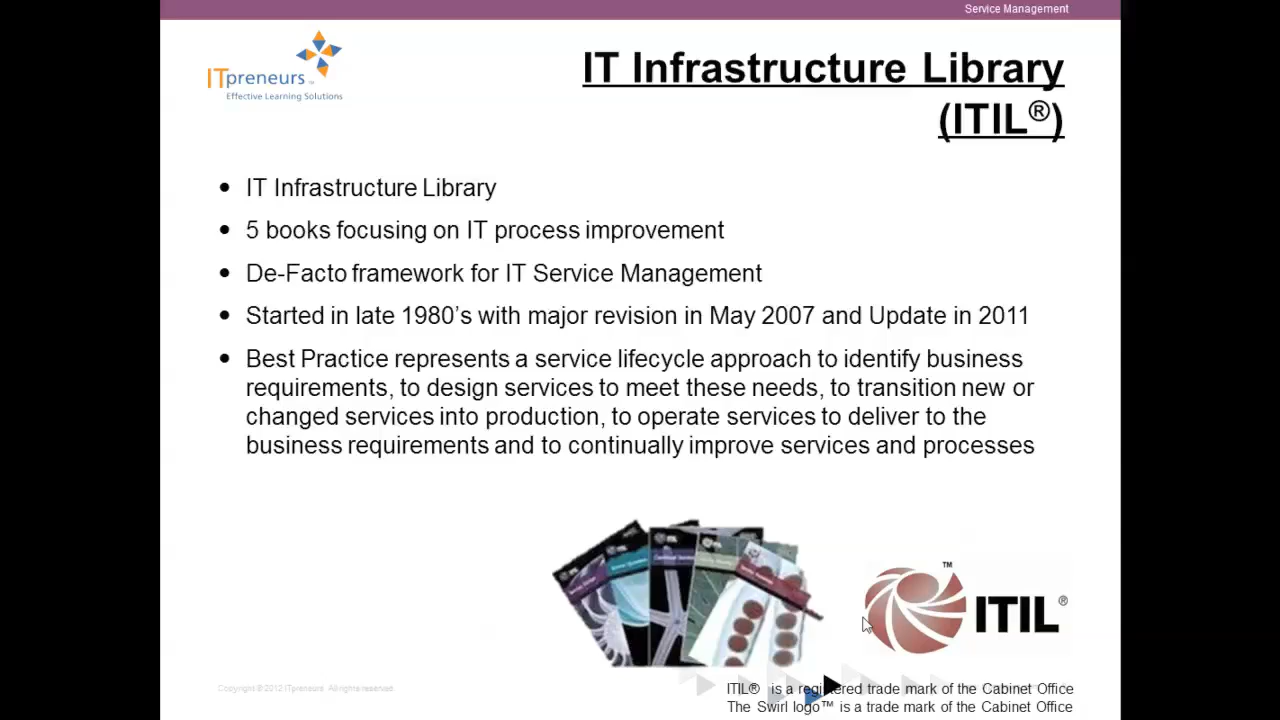 Service Management
ITpreneurs™
Effective Learning Solutions
IT Infrastructure Library
(ITIL®)
• IT Infrastructure Library
• 5 books focusing on IT process improvement
• De-Facto framework for IT Service Management
• Started in late 1980’s with major revision in May 2007 and Update in 2011
• Best Practice represents a service lifecycle approach to identify business
requirements, to design services to meet these needs, to transition new or
changed services into production, to operate services to deliver to the
business requirements and to continually improve services and processes
™
ITIL®
Copyright © 2012 ITpreneurs. All rights reserved.
ITIL® is a registered trade mark of the Cabinet Office
The Swirl logo™ is a trade mark of the Cabinet Office